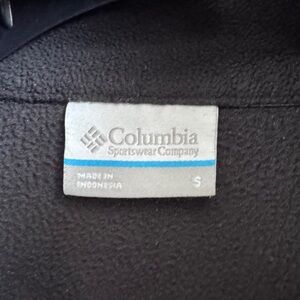 Columbia
Sportswear Company
MADE IN
INDONESIA
S